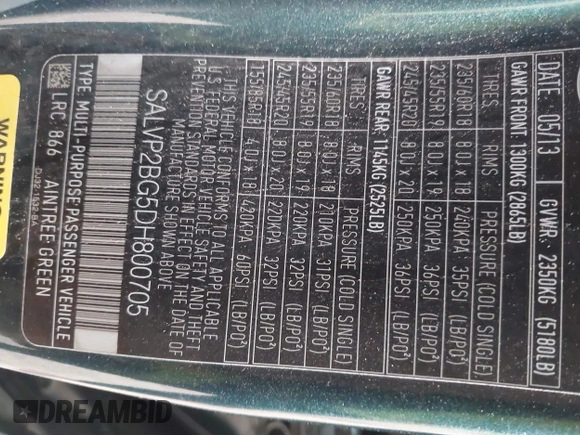 DATE: 05/13 GVWR: 2350KG (5180LB)
GAWR FRONT: 1300KG (2865LB)
TIRES RIMS PRESSURE (COLD SINGLE)
235/60R18 8.0J x 18 240KPA 35PSI (LB/PO²)
235/55R19 8.0J x 19 250KPA 36PSI (LB/PO²)
245/45R20 8.0J x 20 250KPA 36PSI (LB/PO²)
GAWR REAR: 1145KG (2525LB)
TIRES RIMS PRESSURE (COLD SINGLE)
235/60R18 8.0J x 18 210KPA 31PSI (LB/PO²)
235/55R19 8.0J x 19 220KPA 32PSI (LB/PO²)
245/45R20 8.0J x 20 220KPA 32PSI (LB/PO²)
T155/85R18 4.0J x 18 420KPA 60PSI (LB/PO²)
THIS VEHICLE CONFORMS TO ALL APPLICABLE
U.S. FEDERAL MOTOR VEHICLE SAFETY AND THEFT
PREVENTION STANDARDS IN EFFECT ON THE DATE OF
MANUFACTURE SHOWN ABOVE
SALVP2BG5DH800705
TYPE: MULTI-PURPOSE PASSENGER VEHICLE
LRC: 866 AINTREE GREEN
WARNING
DREAMBID